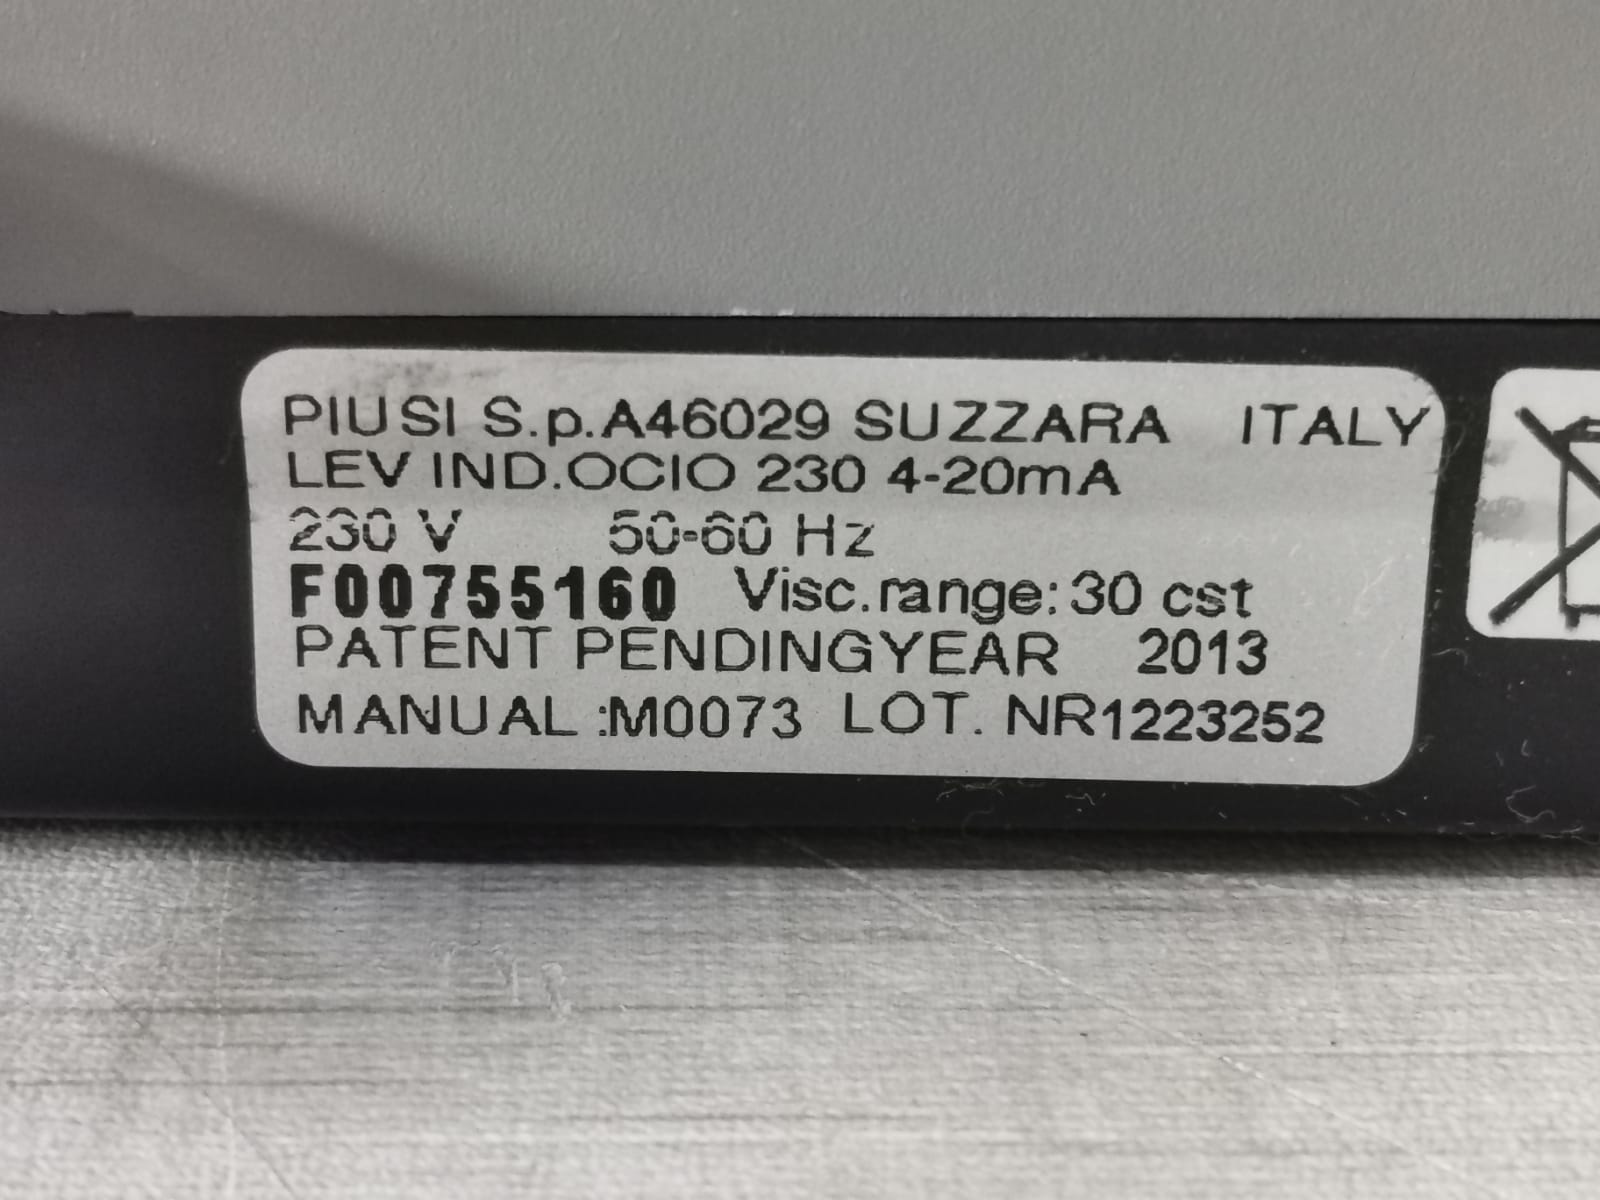 PIUSI S.p.A46029 SUZZARA ITALY
LEV IND.OCIO 230 4-20mA
230 V 50-60 Hz
F00755160 Visc.range:30 cst
PATENT PENDINGYEAR 2013
MANUAL :M0073 LOT. NR1223252